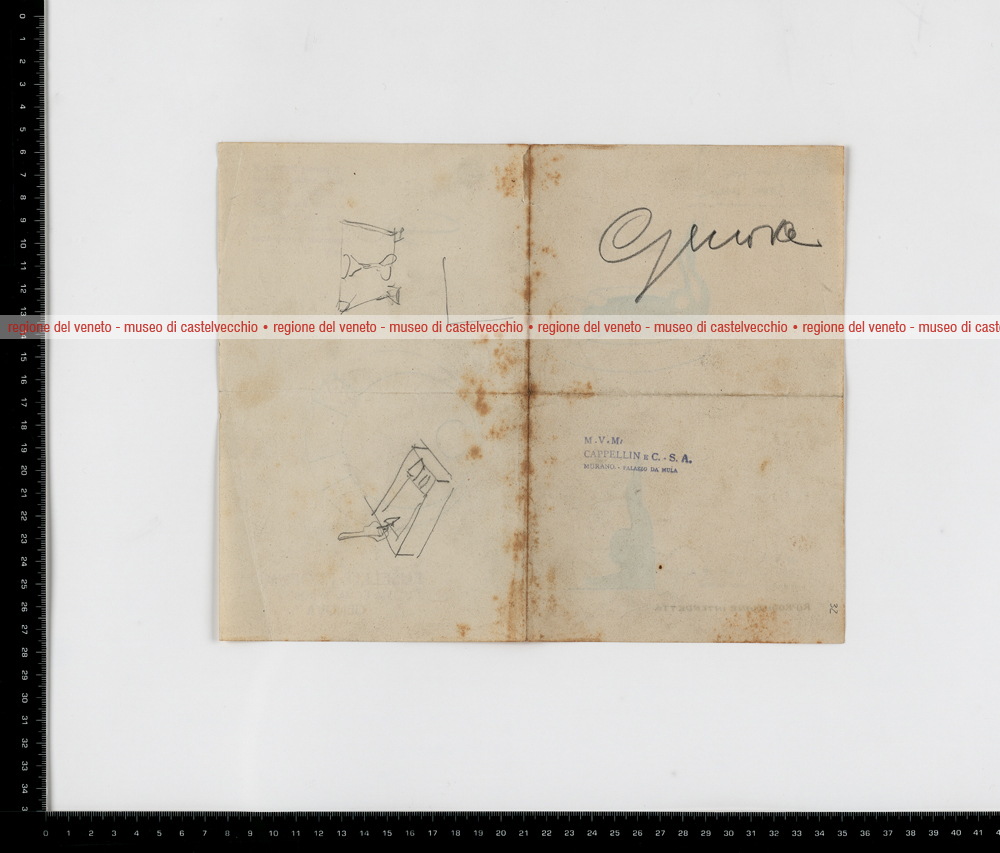 Genova
regione del veneto - museo di castelvecchio • regione del veneto - museo di castelvecchio • regione del veneto - museo di castelvecchio • regione del veneto - museo di cast
M.V.M.
CAPPELLIN E C. - S. A.
MURANO. - PALAZZO DA MULA
32
0 1 2 3 4 5 6 7 8 9 10 11 12 13 15 16 17 18 19 20 21 22 23 24 25 26 27 28 29 30 31 32 33 34 3
0 1 2 3 4 5 6 7 8 9 10 11 12 13 14 15 16 17 18 19 20 21 22 23 24 25 26 27 28 29 30 31 32 33 34 35 36 37 38 39 40 41 4